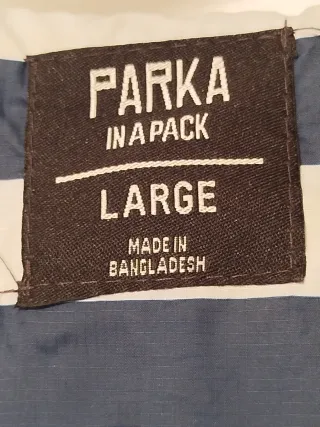 PARKA
IN A PACK
LARGE
MADE IN
BANGLADESH